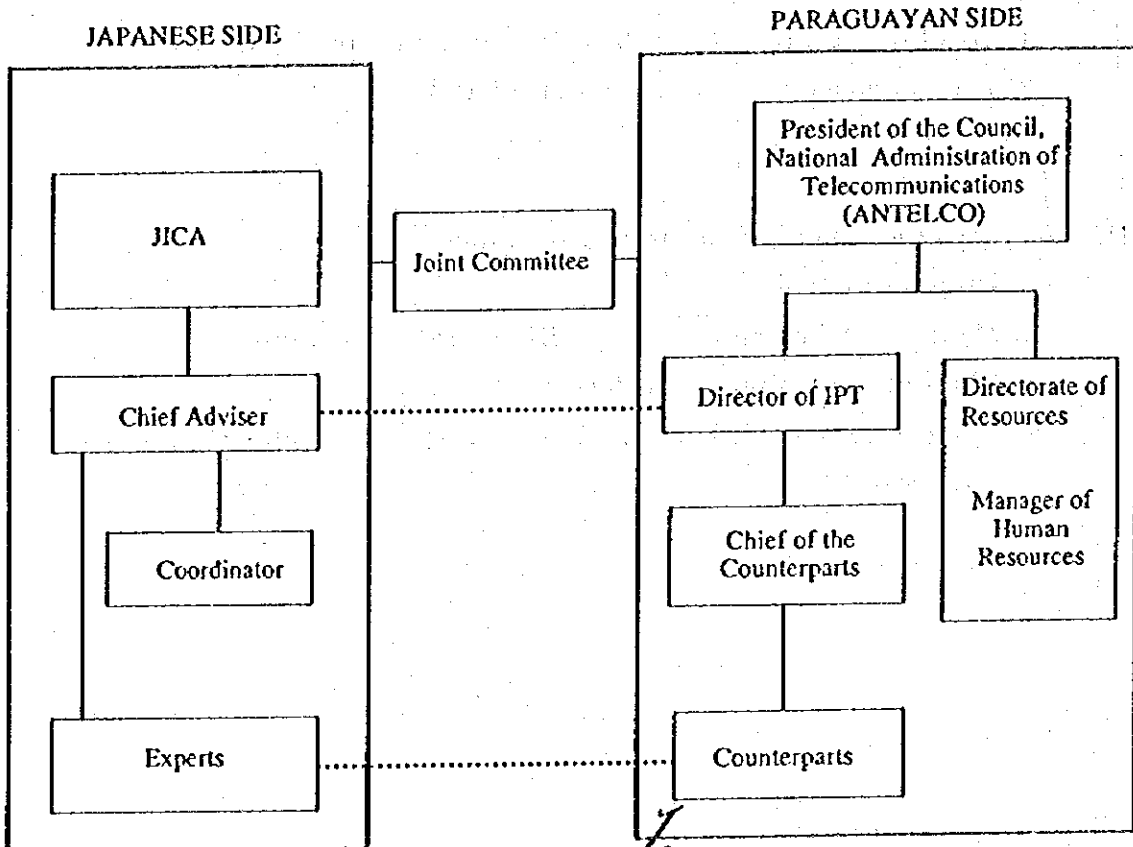 JAPANESE SIDE
PARAGUAYAN SIDE
President of the Council,
National Administration of
Telecommunications
(ANTELCO)
JICA
Joint Committee
Chief Adviser
Director of IPT
Directorate of
Resources
Manager of
Human
Resources
Coordinator
Chief of the
Counterparts
Experts
Counterparts